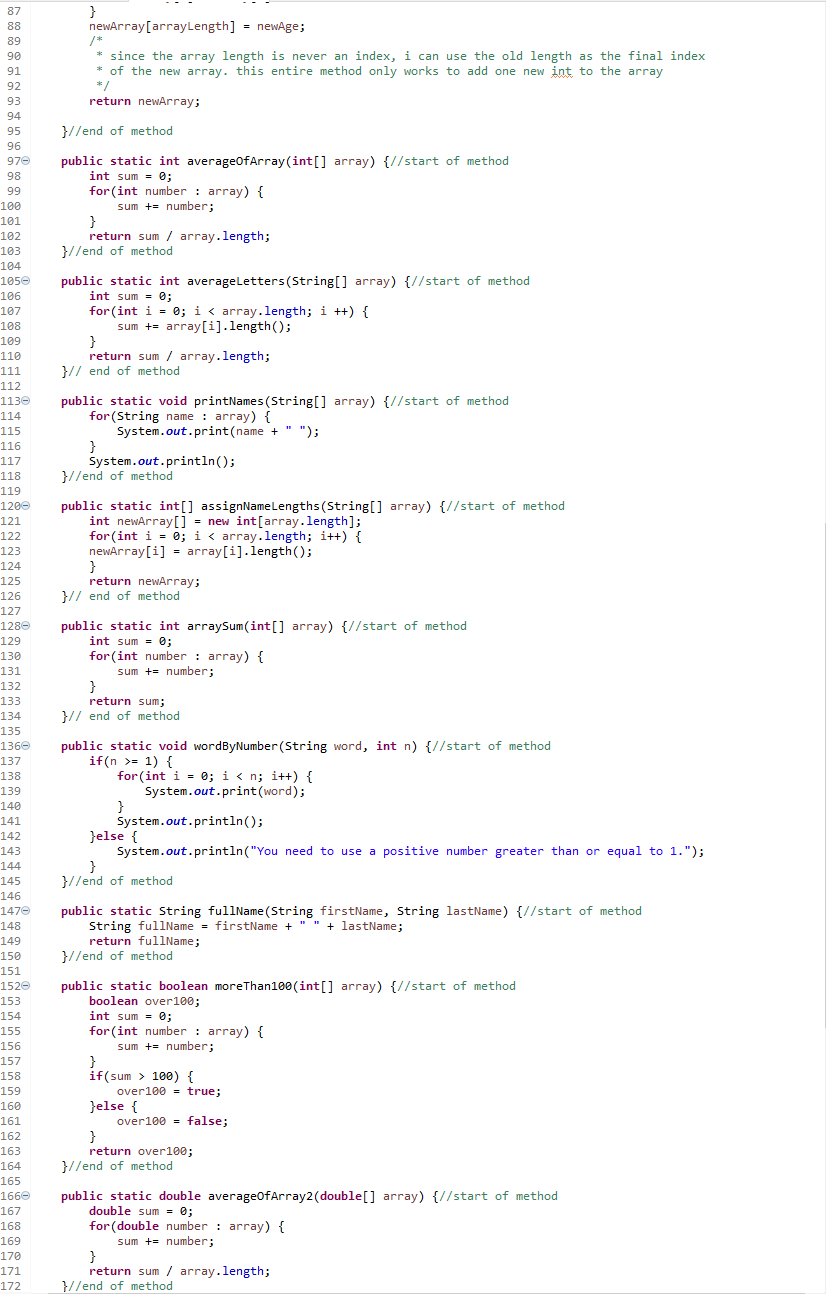 87 }
88 newArray[arrayLength] = newAge;
89 /*
90 * since the array length is never an index, i can use the old length as the final index
91 * of the new array. this entire method only works to add one new int to the array
92 */
93 return newArray;
94
95 }//end of method
96
97 public static int averageOfArray(int[] array) {//start of method
98 int sum = 0;
99 for(int number : array) {
100 sum += number;
101 }
102 return sum / array.length;
103 }//end of method
104
105 public static int averageLetters(String[] array) {//start of method
106 int sum = 0;
107 for(int i = 0; i < array.length; i ++) {
108 sum += array[i].length();
109 }
110 return sum / array.length;
111 }// end of method
112
113 public static void printNames(String[] array) {//start of method
114 for(String name : array) {
115 System.out.print(name + " ");
116 }
117 System.out.println();
118 }//end of method
119
120 public static int[] assignNameLengths(String[] array) {//start of method
121 int newArray[] = new int[array.length];
122 for(int i = 0; i < array.length; i++) {
123 newArray[i] = array[i].length();
124 }
125 return newArray;
126 }// end of method
127
128 public static int arraySum(int[] array) {//start of method
129 int sum = 0;
130 for(int number : array) {
131 sum += number;
132 }
133 return sum;
134 }// end of method
135
136 public static void wordByNumber(String word, int n) {//start of method
137 if(n >= 1) {
138 for(int i = 0; i < n; i++) {
139 System.out.print(word);
140 }
141 System.out.println();
142 }else {
143 System.out.println("You need to use a positive number greater than or equal to 1.");
144 }
145 }//end of method
146
147 public static String fullName(String firstName, String lastName) {//start of method
148 String fullName = firstName + " " + lastName;
149 return fullName;
150 }//end of method
151
152 public static boolean moreThan100(int[] array) {//start of method
153 boolean over100;
154 int sum = 0;
155 for(int number : array) {
156 sum += number;
157 }
158 if(sum > 100) {
159 over100 = true;
160 }else {
161 over100 = false;
162 }
163 return over100;
164 }//end of method
165
166 public static double averageOfArray2(double[] array) {//start of method
167 double sum = 0;
168 for(double number : array) {
169 sum += number;
170 }
171 return sum / array.length;
172 }//end of method